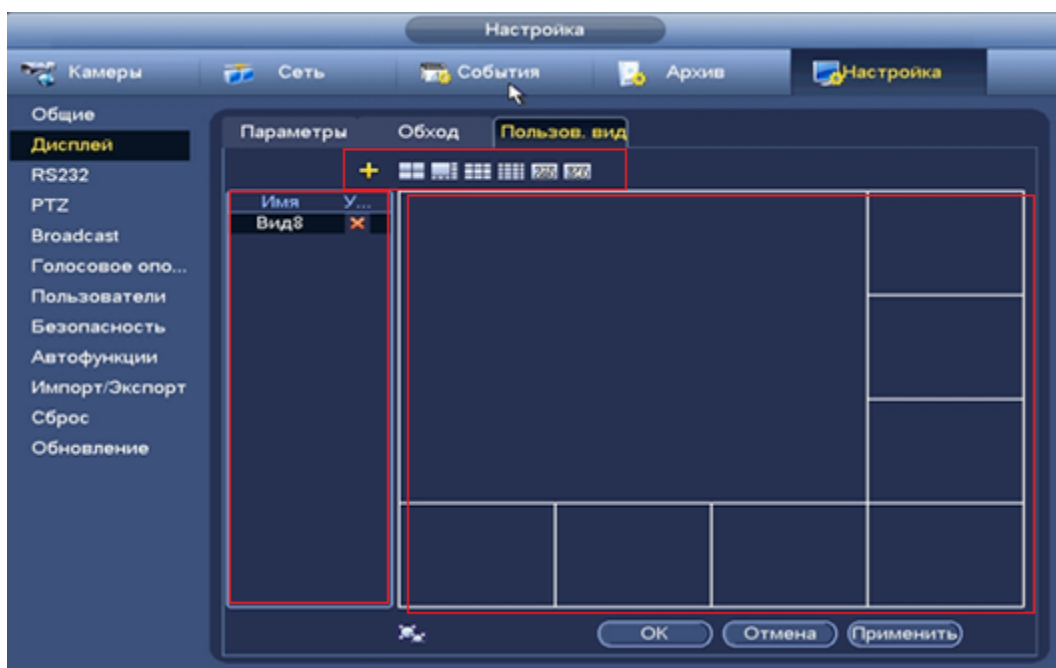 Настройка
Камеры
Сеть
События
Архив
Настройка
Общие
Дисплей
RS232
PTZ
Broadcast
Голосовое опо...
Пользователи
Безопасность
Автофункции
Импорт/Экспорт
Сброс
Обновление
Параметры
Обход
Пользов. вид
Имя У...
Вид8
OK
Отмена
Применить